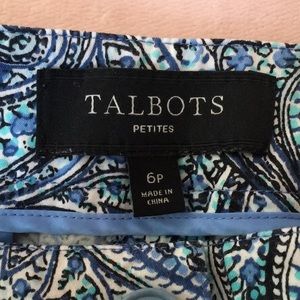 TALBOTS
PETITES
6P
MADE IN
CHINA